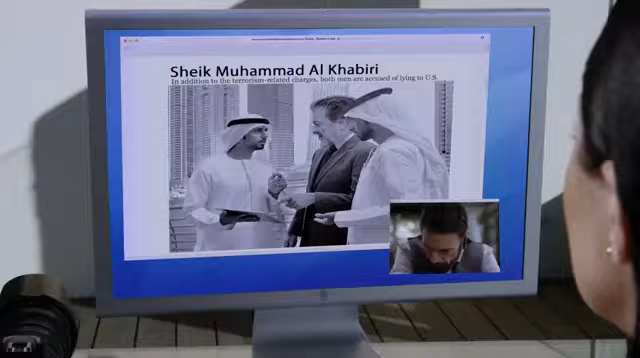 Sheik Muhammad Al Khabiri
In addition to the terrorism-related charges, both men are accused of lying to U.S.